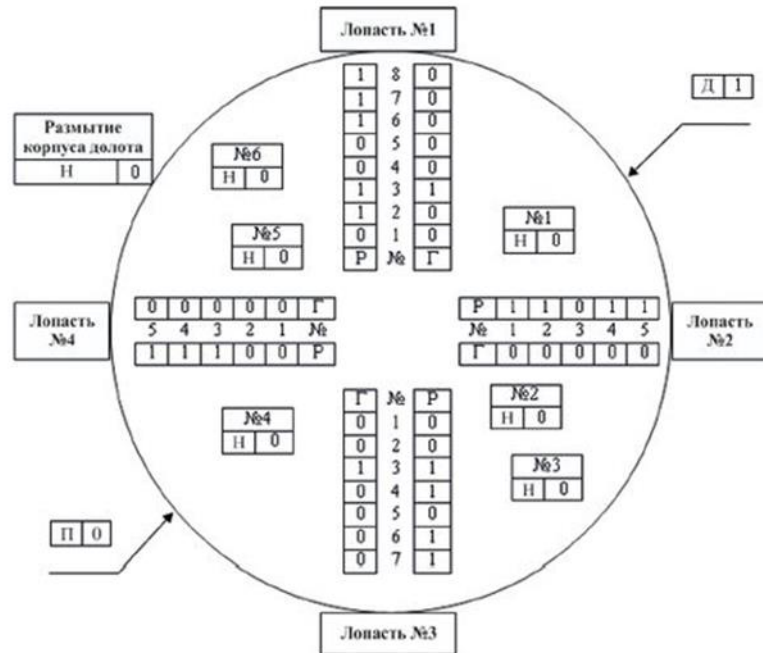 Лопасть №1
1 8 0
1 7 0
1 6 0
0 5 0
0 4 0
1 3 1
1 2 0
0 1 0
Р № Г
Д 1
Размытие
корпуса долота
Н 0
№6
Н 0
№5
Н 0
№1
Н 0
Лопасть
№4
0 0 0 0 0 Г
5 4 3 2 1 №
1 1 1 0 0 Р
Р 1 1 0 1 1
№ 1 2 3 4 5
Г 0 0 0 0 0
Лопасть
№2
№4
Н 0
Г № Р
0 1 0
0 2 0
1 3 1
0 4 1
0 5 0
0 6 1
0 7 1
№2
Н 0
№3
Н 0
П 0
Лопасть №3